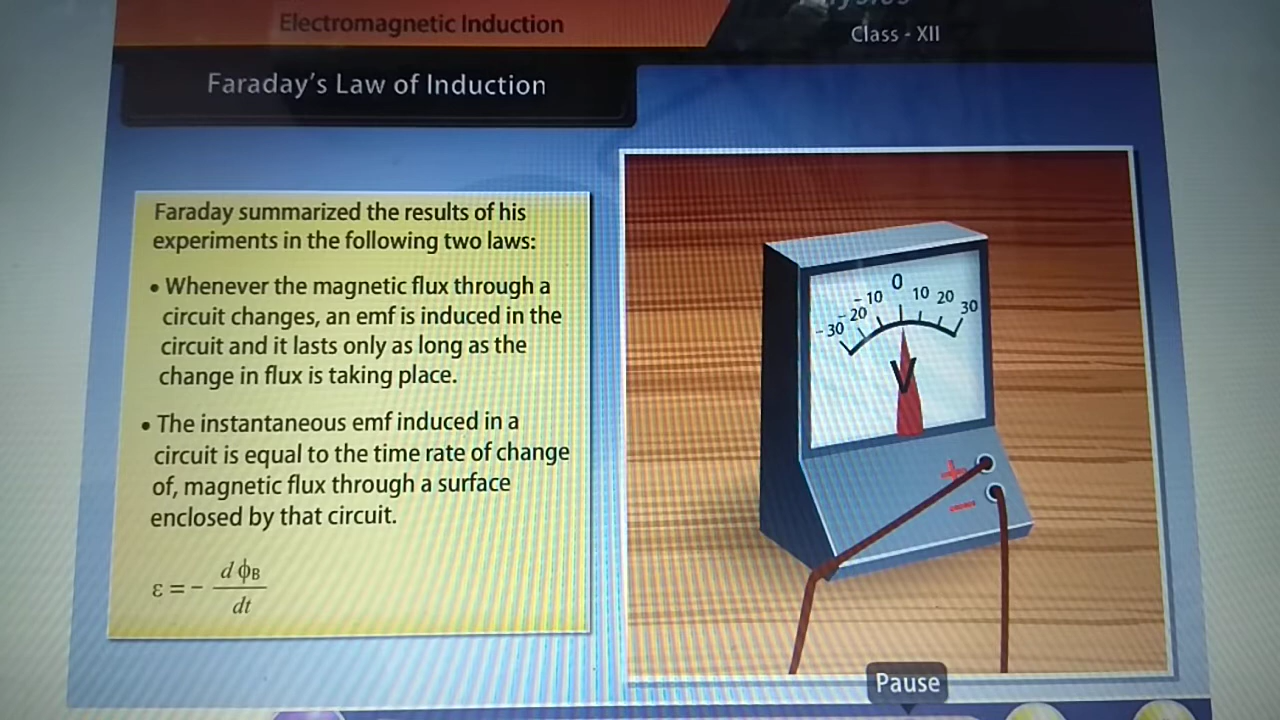 Electromagnetic Induction
Class - XII
Faraday's Law of Induction
Faraday summarized the results of his
experiments in the following two laws:
• Whenever the magnetic flux through a
circuit changes, an emf is induced in the
circuit and it lasts only as long as the
change in flux is taking place.
• The instantaneous emf induced in a
circuit is equal to the time rate of change
of, magnetic flux through a surface
enclosed by that circuit.
ε = - dϕB
dt
- 30 - 20 - 10 0 10 20 30
V
+
-
Pause